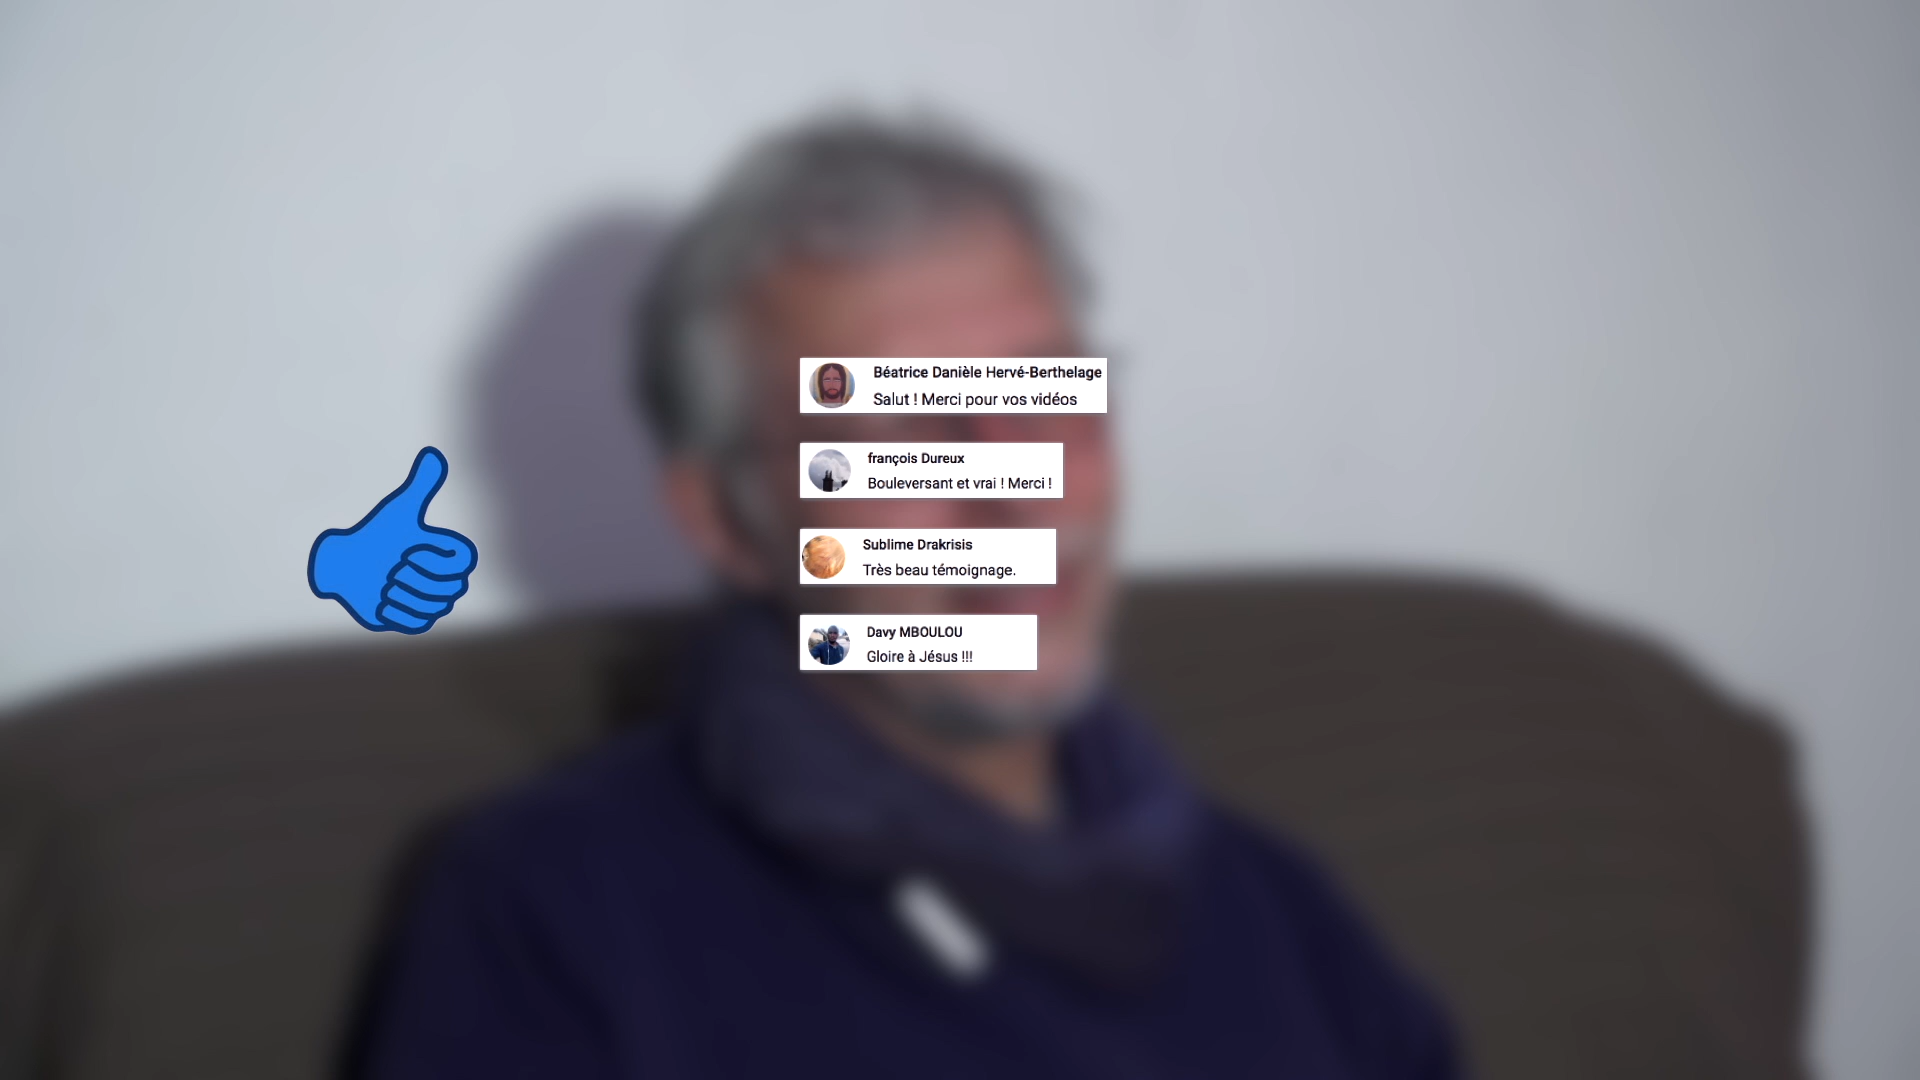 Béatrice Danièle Hervé-Berthelage
Salut ! Merci pour vos vidéos
françois Dureux
Bouleversant et vrai ! Merci !
Sublime Drakrisis
Très beau témoignage.
Davy MBOULOU
Gloire à Jésus !!!